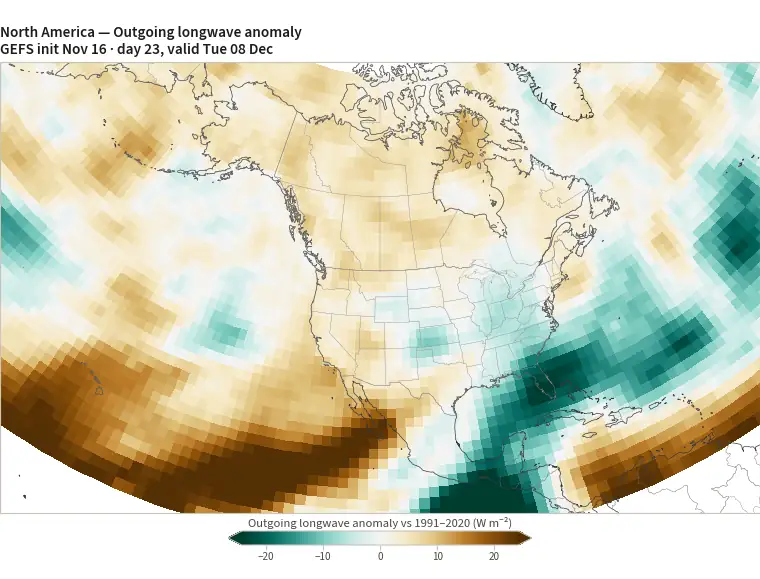 North America — Outgoing longwave anomaly
GEFS init Nov 16 · day 23, valid Tue 08 Dec
Outgoing longwave anomaly vs 1991–2020 (W m⁻²)
−20 −10 0 10 20